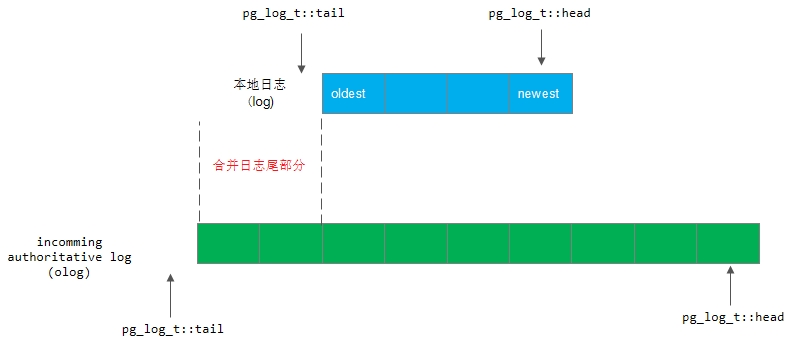 pg_log_t::tail
pg_log_t::head
本地日志
(log)
oldest
newest
合并日志尾部分
incomming
authoritative log
(olog)
pg_log_t::tail
pg_log_t::head